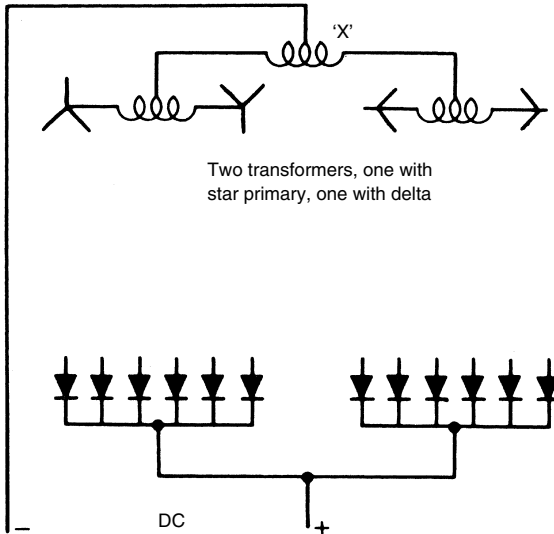 'X'
Two transformers, one with
star primary, one with delta
DC
– +